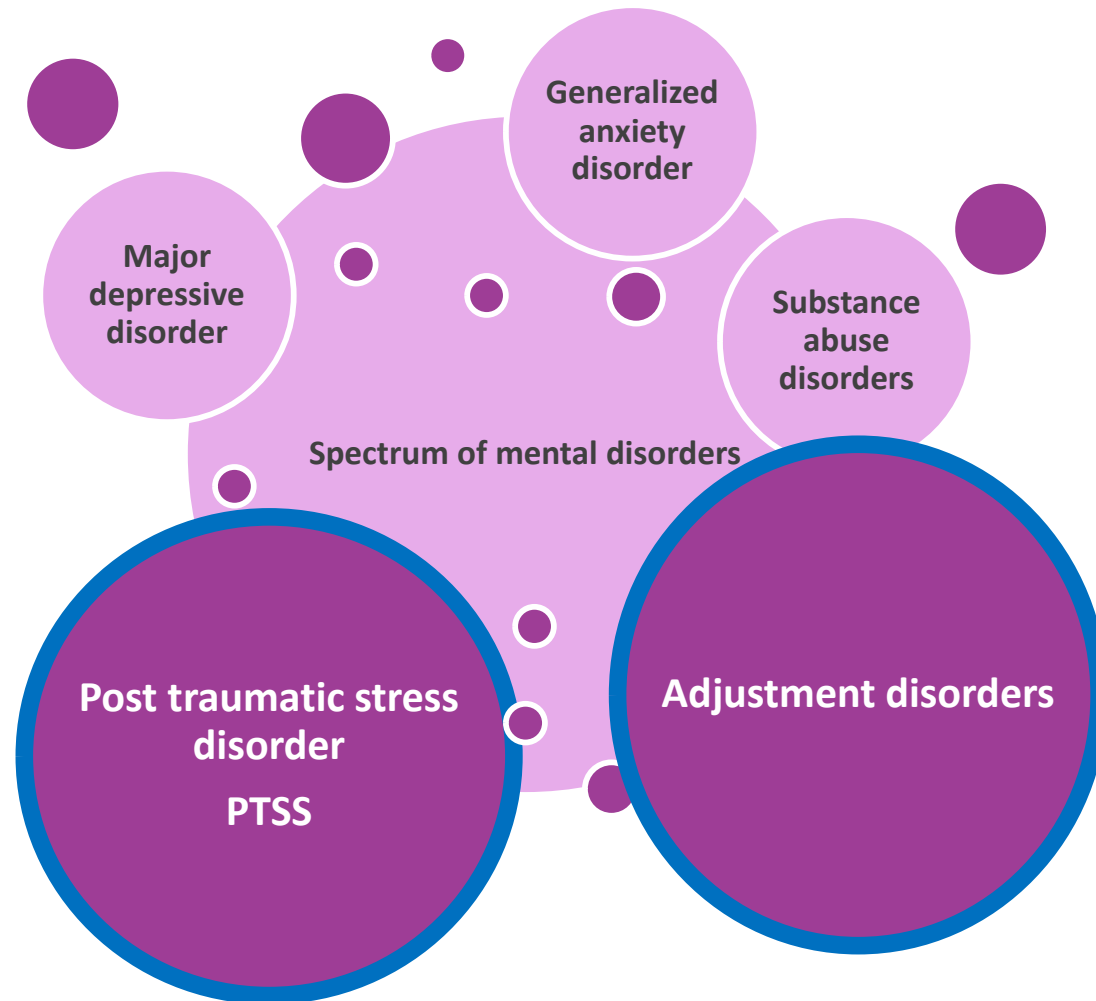 Generalized
anxiety
disorder
Major
depressive
disorder
Substance
abuse
disorders
Spectrum of mental disorders
Post traumatic stress
disorder
PTSS
Adjustment disorders